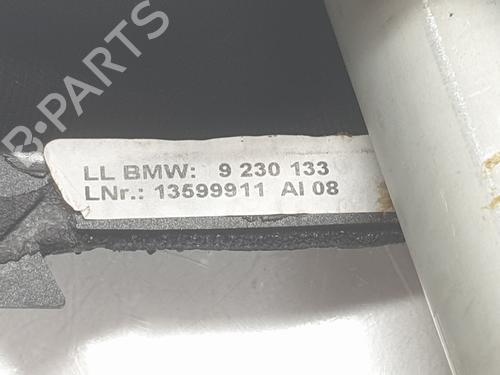 B-PARTS
LL BMW: 9 230 133
LNr.: 13599911 AI 08